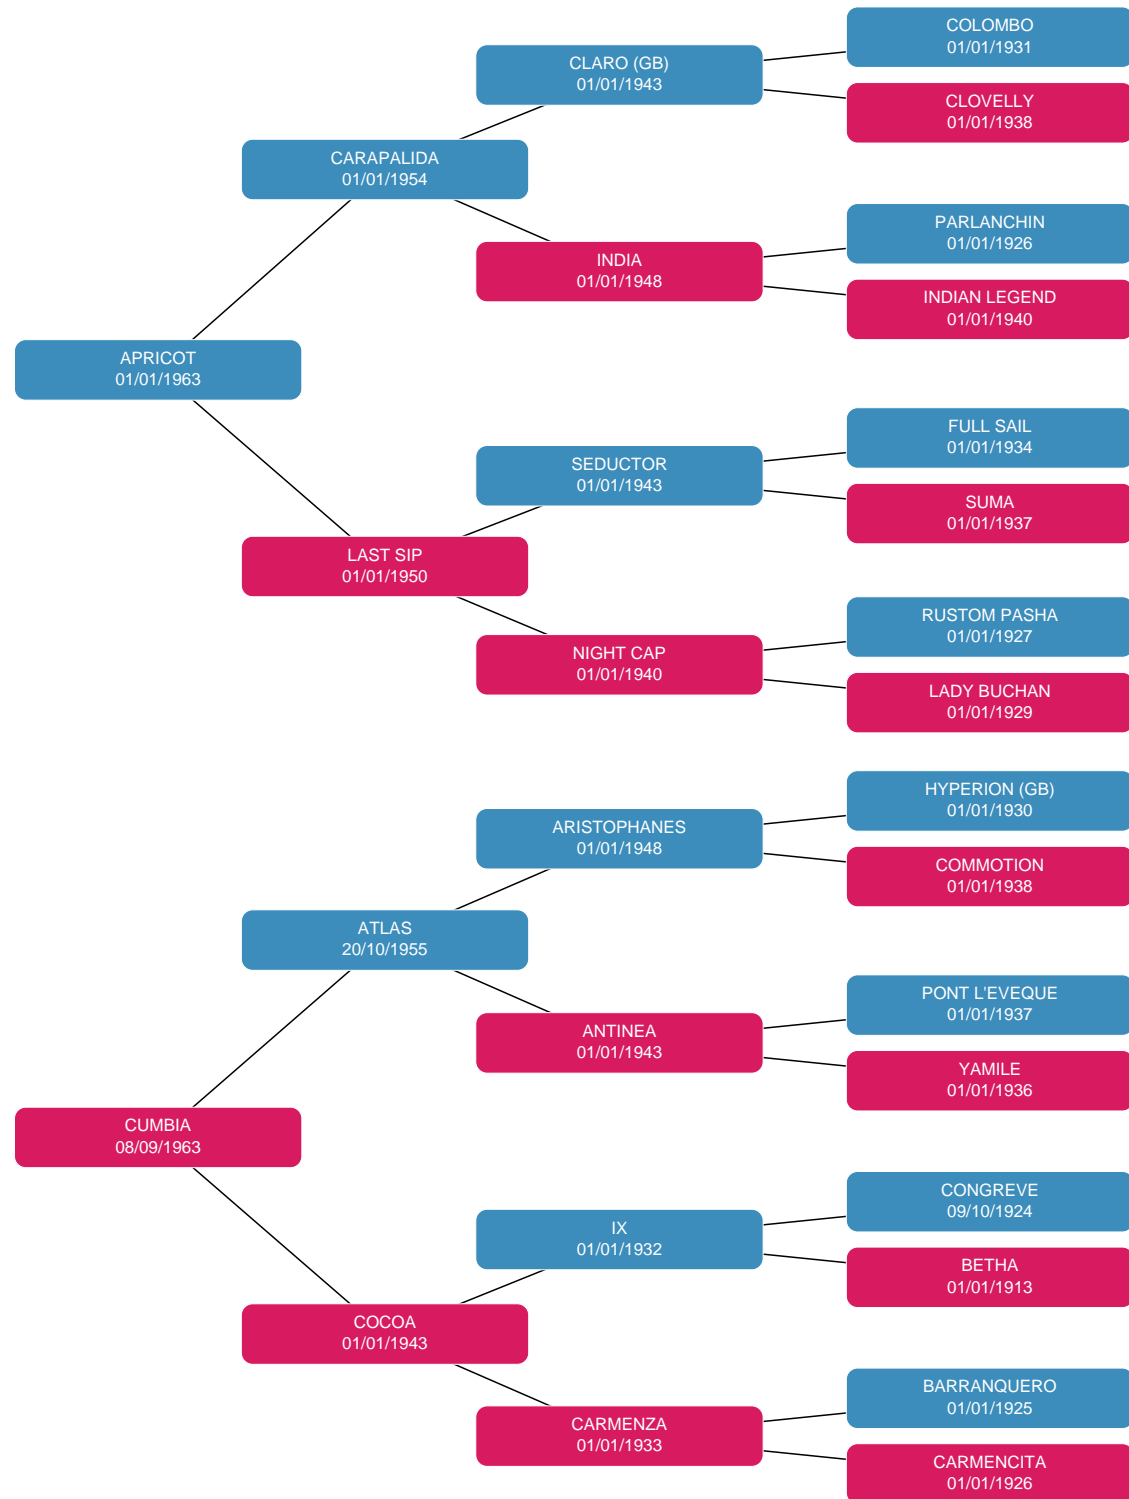 COLOMBO
01/01/1931
CLARO (GB)
01/01/1943
CLOVELLY
01/01/1938
CARAPALIDA
01/01/1954
PARLANCHIN
01/01/1926
INDIA
01/01/1948
INDIAN LEGEND
01/01/1940
APRICOT
01/01/1963
FULL SAIL
01/01/1934
SEDUCTOR
01/01/1943
SUMA
01/01/1937
LAST SIP
01/01/1950
RUSTOM PASHA
01/01/1927
NIGHT CAP
01/01/1940
LADY BUCHAN
01/01/1929
HYPERION (GB)
01/01/1930
ARISTOPHANES
01/01/1948
COMMOTION
01/01/1938
ATLAS
20/10/1955
PONT L'EVEQUE
01/01/1937
ANTINEA
01/01/1943
YAMILE
01/01/1936
CUMBIA
08/09/1963
CONGREVE
09/10/1924
IX
01/01/1932
BETHA
01/01/1913
COCOA
01/01/1943
BARRANQUERO
01/01/1925
CARMENZA
01/01/1933
CARMENCITA
01/01/1926